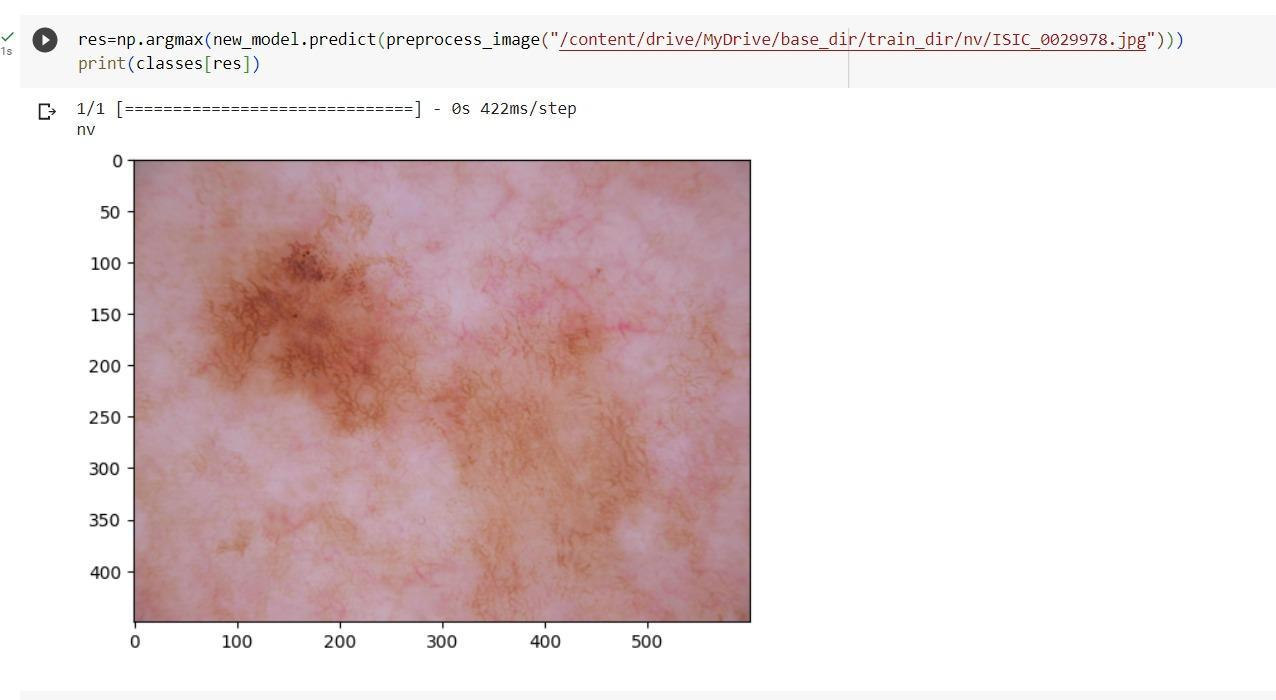 1s
res=np.argmax(new_model.predict(preprocess_image("/content/drive/MyDrive/base_dir/train_dir/nv/ISIC_0029978.jpg")))
print(classes[res])
1/1 [==============================] - 0s 422ms/step
nv
0
50
100
150
200
250
300
350
400
0 100 200 300 400 500